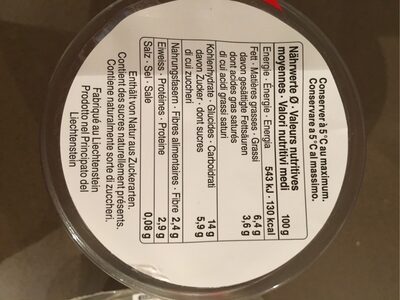 Conserver à 5°C au maximum.
Conservare a 5°C al massimo.
Nährwerte Ø · Valeurs nutritives
moyennes · Valori nutritivi medi 100 g
Energie · Énergie · Energia 543 kJ · 130 kcal
Fett · Matières grasses · Grassi 6,4 g
davon gesättigte Fettsäuren
dont acides gras saturés
di cui acidi grassi saturi 3,6 g
Kohlenhydrate · Glucides · Carboidrati 14 g
davon Zucker · dont sucres
di cui zuccheri 5,9 g
Nahrungsfasern · Fibres alimentaires · Fibre 2,4 g
Eiweiss · Protéines · Proteine 2,9 g
Salz · Sel · Sale 0,08 g
Enthält von Natur aus Zuckerarten.
Contient des sucres naturellement présents.
Contiene naturalmente sorte di zuccheri.
Fabriqué au Liechtenstein
Prodotto nel Principato del
Liechtenstein